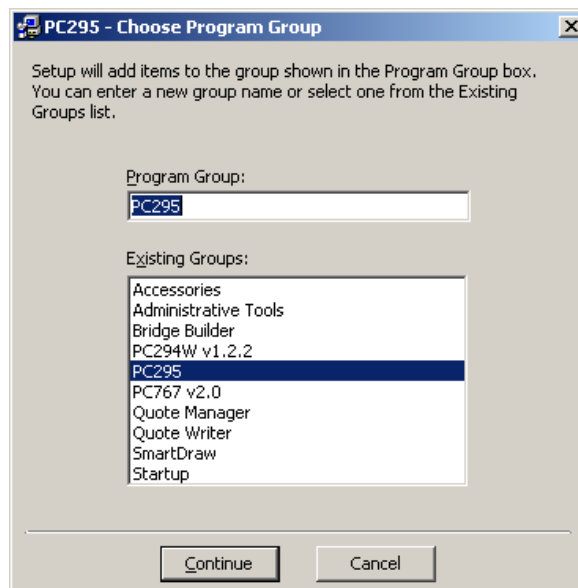 PC295 - Choose Program Group
Setup will add items to the group shown in the Program Group box.
You can enter a new group name or select one from the Existing
Groups list.
Program Group:
PC295
Existing Groups:
Accessories
Administrative Tools
Bridge Builder
PC294W v1.2.2
PC295
PC767 v2.0
Quote Manager
Quote Writer
SmartDraw
Startup
Continue
Cancel